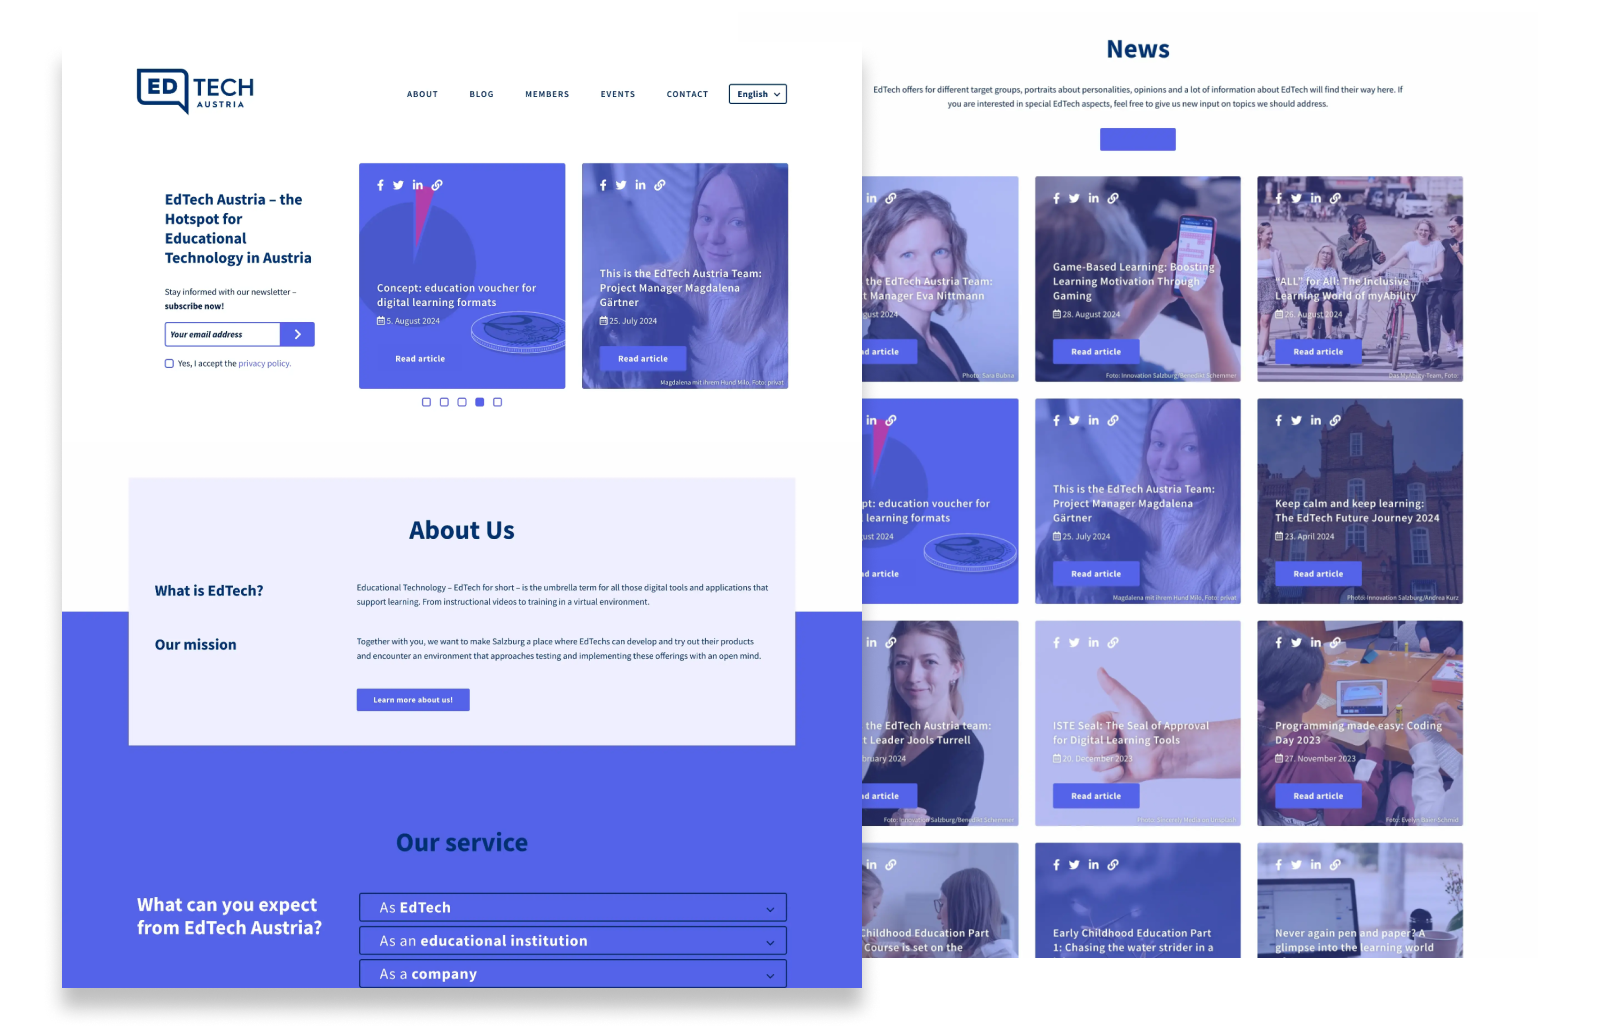 ED TECH
AUSTRIA
ABOUT
BLOG
MEMBERS
EVENTS
CONTACT
English
EdTech Austria – the
Hotspot for
Educational
Technology in Austria
Stay informed with our newsletter –
subscribe now!
Your email address
Yes, I accept the privacy policy.
Concept: education voucher for
digital learning formats
5. August 2024
Read article
This is the EdTech Austria Team:
Project Manager Magdalena
Gärtner
25. July 2024
Read article
Magdalena mit ihrem Hund Milo, Foto: privat
About Us
What is EdTech?
Educational Technology – EdTech for short – is the umbrella term for all those digital tools and applications that
support learning. From instructional videos to training in a virtual environment.
Our mission
Together with you, we want to make Salzburg a place where EdTechs can develop and try out their products
and encounter an environment that approaches testing and implementing these offerings with an open mind.
Learn more about us!
Our service
What can you expect
from EdTech Austria?
As EdTech
As an educational institution
As a company
News
EdTech offers for different target groups, portraits about personalities, opinions and a lot of information about EdTech will find their way here. If
you are interested in special EdTech aspects, feel free to give us new input on topics we should address.
the EdTech Austria Team:
t Manager Eva Nittmann
gust 2024
ad article
Photo: Sara Bubna
Game-Based Learning: Boosting
Learning Motivation Through
Gaming
28. August 2024
Read article
Foto: Innovation Salzburg/Benedikt Schemmer
"ALL" for All: The Inclusive
Learning World of myAbility
26. August 2024
Read article
Das myAbility-Team, Foto
pt: education voucher for
l learning formats
ust 2024
ad article
This is the EdTech Austria Team:
Project Manager Magdalena
Gärtner
25. July 2024
Read article
Magdalena mit ihrem Hund Milo, Foto: privat
Keep calm and keep learning:
The EdTech Future Journey 2024
23. April 2024
Read article
Photo: Innovation Salzburg/Andrea Kurz
the EdTech Austria team:
t Leader Jools Turrell
bruary 2024
ad article
Foto: Innovation Salzburg/Benedikt Schemmer
ISTE Seal: The Seal of Approval
for Digital Learning Tools
20. December 2023
Read article
Programming made easy: Coding
Day 2023
27. November 2023
Read article
Childhood Education Part
Course is set on the
Early Childhood Education Part
1: Chasing the water strider in a
Never again pen and paper? A
glimpse into the learning world